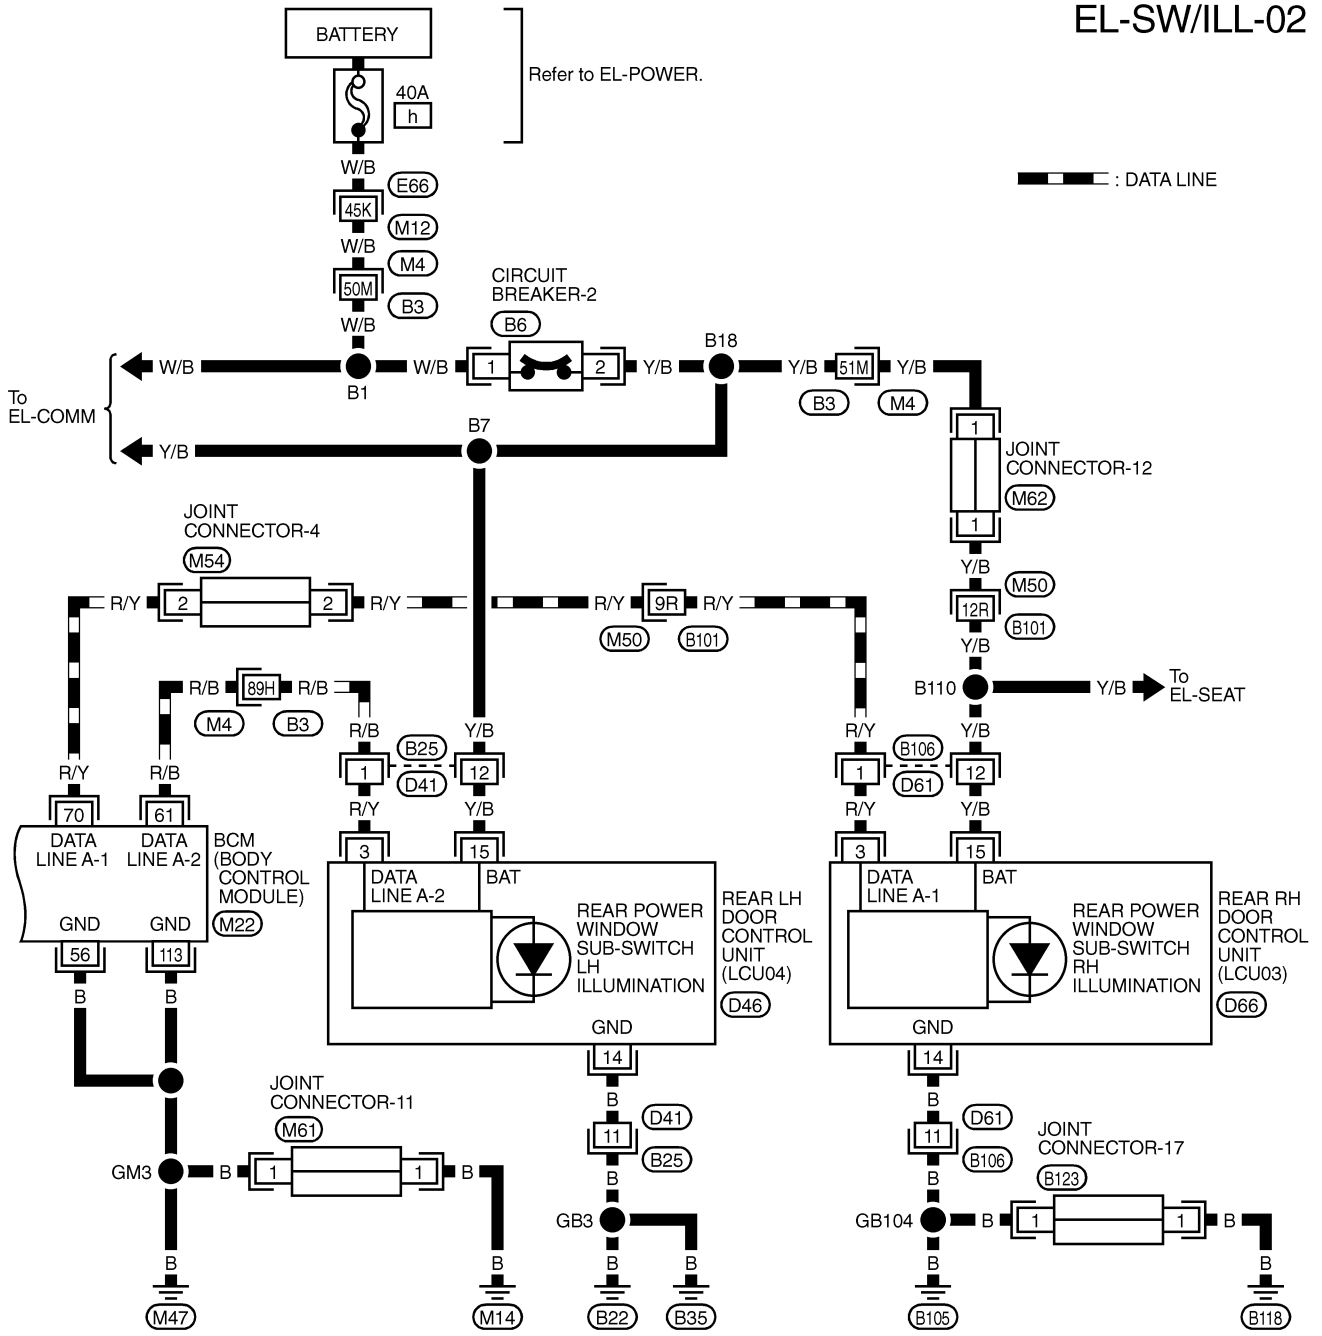 EL-SW/ILL-02
BATTERY
Refer to EL-POWER.
40A
h
W/B
: DATA LINE
E66
45K
M12
W/B
M4
50M
B3
W/B
CIRCUIT
BREAKER-2
B6
B18
W/B
W/B
1
2
Y/B
Y/B
51M
Y/B
B1
B3
M4
To
EL-COMM
B7
Y/B
1
JOINT
CONNECTOR-12
M62
1
Y/B
JOINT
CONNECTOR-4
M54
R/Y
2
2
R/Y
R/Y
9R
R/Y
M50
B101
M50
12R
B101
Y/B
B110
Y/B
To
EL-SEAT
R/B
89H
R/B
M4
B3
R/B
Y/B
R/Y
Y/B
R/Y
R/B
1
B25
D41
12
1
B106
D61
12
70
61
R/Y
Y/B
R/Y
Y/B
DATA
LINE A-1
DATA
LINE A-2
BCM
(BODY
CONTROL
MODULE)
M22
GND
GND
56
113
3
15
DATA
LINE A-2
BAT
REAR POWER
WINDOW
SUB-SWITCH
LH
ILLUMINATION
REAR LH
DOOR
CONTROL
UNIT
(LCU04)
D46
GND
14
3
15
DATA
LINE A-1
BAT
REAR POWER
WINDOW
SUB-SWITCH
RH
ILLUMINATION
REAR RH
DOOR
CONTROL
UNIT
(LCU03)
D66
GND
14
B
B
B
B
JOINT
CONNECTOR-11
M61
D41
11
B25
D61
11
B106
JOINT
CONNECTOR-17
B123
GM3
B
1
1
B
B
B
GB3
GB104
B
1
1
B
B
B
B
B
B
B
M47
M14
B22
B35
B105
B118